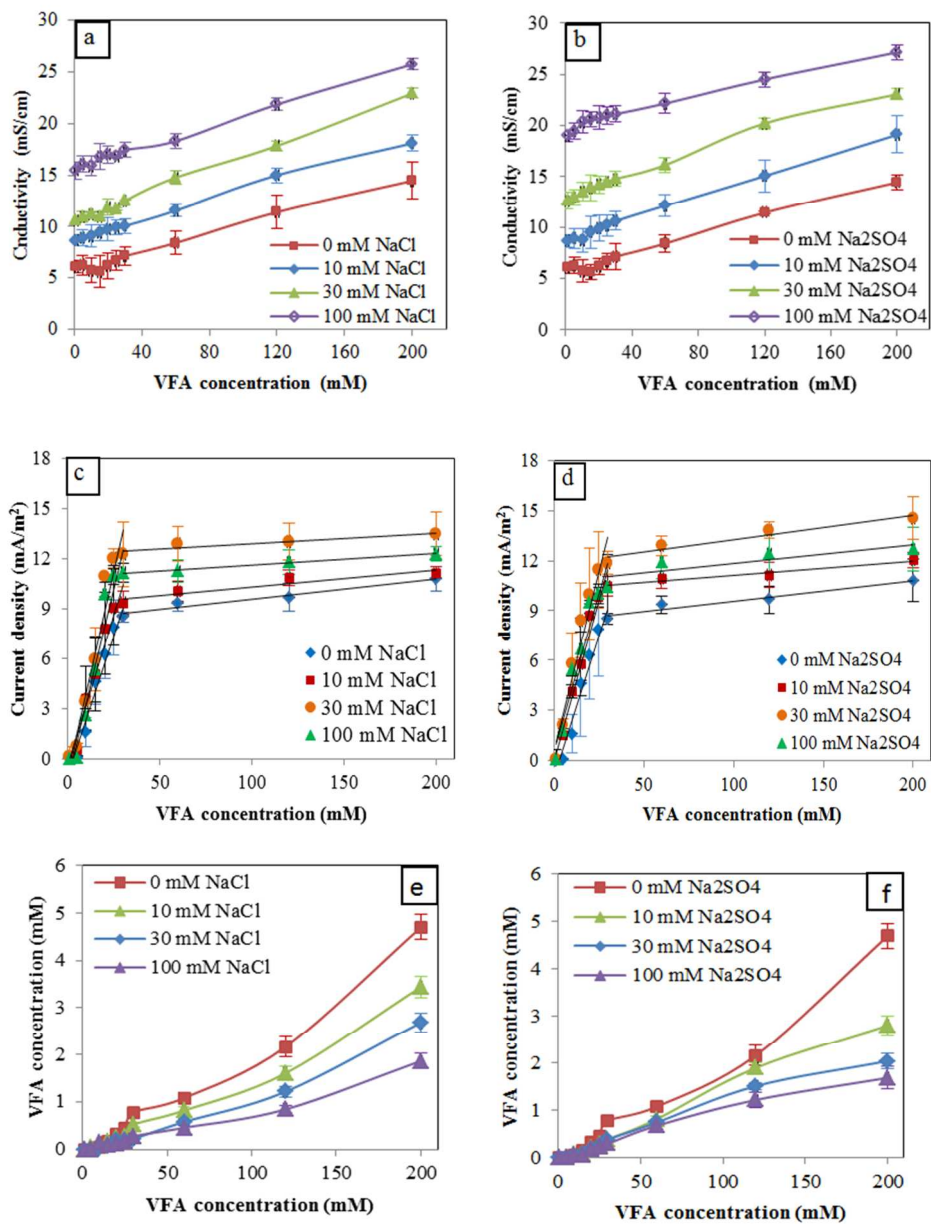 a
Cnductivity (mS/cm)
30
25
20
15
10
5
0
0 mM NaCl
10 mM NaCl
30 mM NaCl
100 mM NaCl
0 40 80 120 160 200
VFA concentration (mM)
b
Conductivity (mS/cm)
30
25
20
15
10
5
0
0 mM Na2SO4
10 mM Na2SO4
30 mM Na2SO4
100 mM Na2SO4
0 40 80 120 160 200
VFA concentration (mM)
c
Current density (mA/m²)
18
15
12
9
6
3
0
0 mM NaCl
10 mM NaCl
30 mM NaCl
100 mM NaCl
0 50 100 150 200
VFA concentration (mM)
d
Current density (mA/m²)
18
15
12
9
6
3
0
0 mM Na2SO4
10 mM Na2SO4
30 mM Na2SO4
100 mM Na2SO4
0 50 100 150 200
VFA concentration (mM)
e
VFA concentration (mM)
6
5
4
3
2
1
0
0 mM NaCl
10 mM NaCl
30 mM NaCl
100 mM NaCl
0 50 100 150 200
VFA concentration (mM)
f
VFA concentration (mM)
6
5
4
3
2
1
0
0 mM Na2SO4
10 mM Na2SO4
30 mM Na2SO4
100 mM Na2SO4
0 50 100 150 200
VFA concentration (mM)